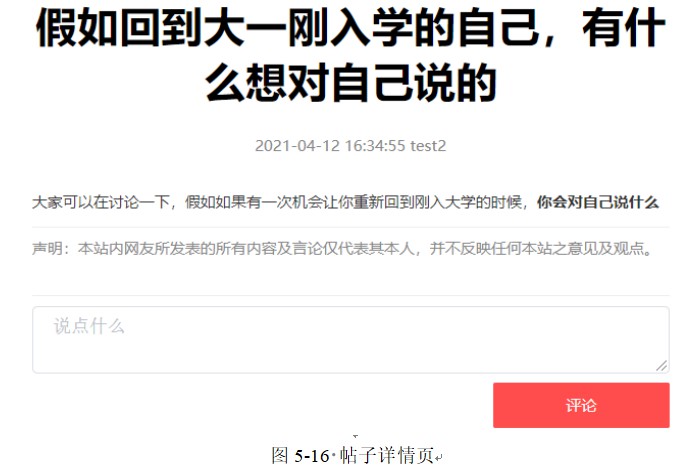 假如回到大一刚入学的自己，有什
么想对自己说的
2021-04-12 16:34:55 test2
大家可以在讨论一下，假如如果有一次机会让你重新回到刚入大学的时候，你会对自己说什么
声明：本站内网友所发表的所有内容及言论仅代表其本人，并不反映任何本站之意见及观点。
说点什么
评论
图 5-16 帖子详情页